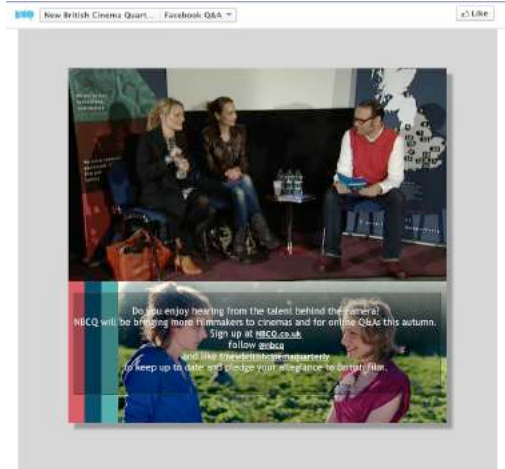 NBCQ
New British Cinema Quart...
Facebook Q&A
Like
Do you enjoy hearing from the talent behind the camera?
NBCQ will be bringing more filmmakers to cinemas and for online Q&As this autumn.
Sign up at NBCQ.co.uk
follow @nbcq
and like /newbritishcinemaquarterly
to keep up to date and pledge your allegiance to british film.